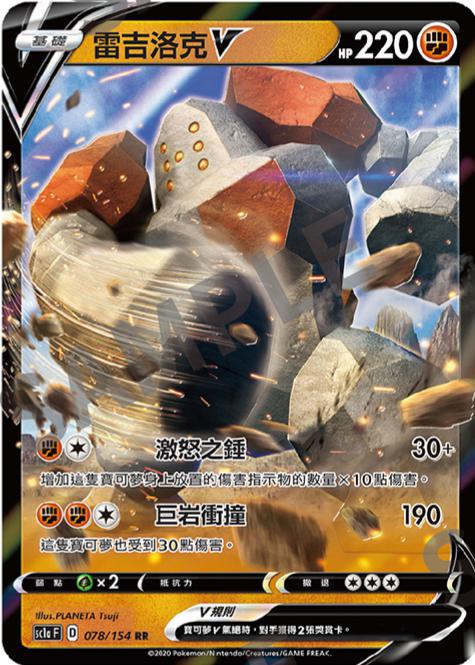 基礎 雷吉洛克V HP220
SAMPLE
激怒之錘 30+
增加這隻寶可夢身上放置的傷害指示物的數量×10點傷害。
巨岩衝撞 190
這隻寶可夢也受到30點傷害。
弱點 ×2 抵抗力 撤退
Illus.PLANETA Tsuji
V規則
sc1a F D 078/154 RR
寶可夢V氣絕時,對手獲得2張獎賞卡。
©2020 Pokémon/Nintendo/Creatures/GAME FREAK.